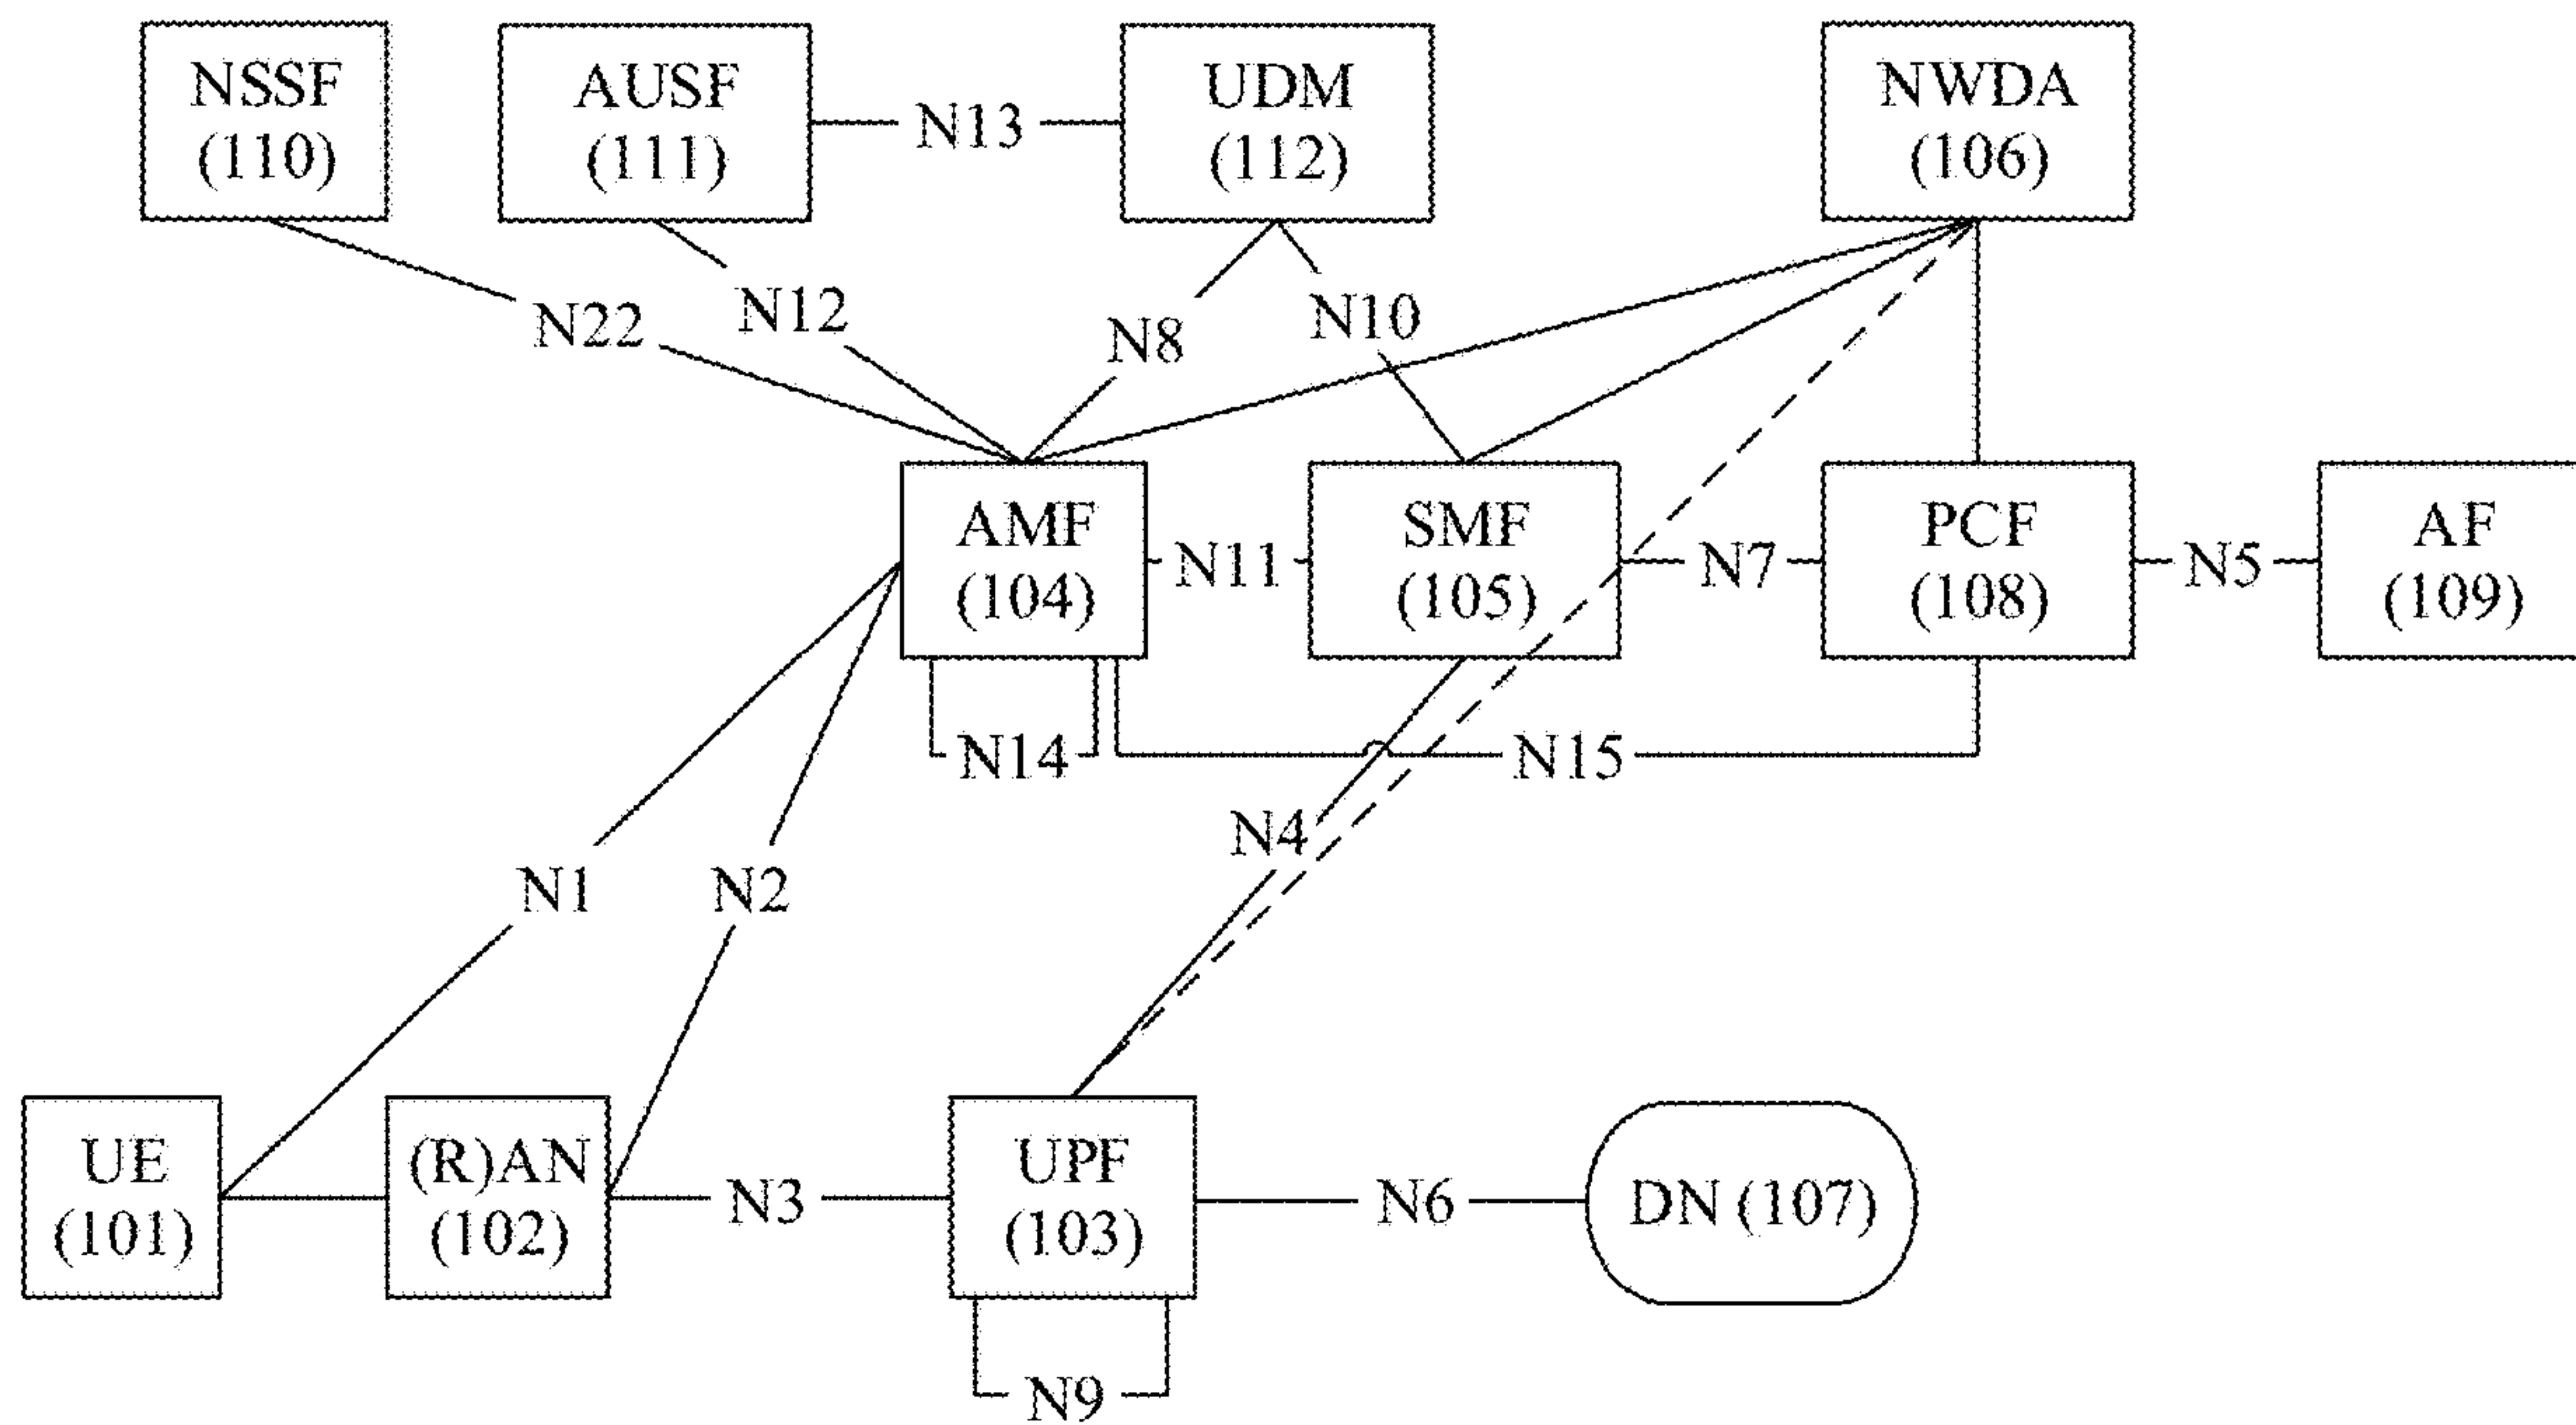 NSSF
(110)
AUSF
(111)
N13
UDM
(112)
NWDA
(106)
N22
N12
N8
N10
AMF
(104)
N11
SMF
(105)
N7
PCF
(108)
N5
AF
(109)
N14
N15
N1
N2
N4
UE
(101)
(R)AN
(102)
N3
UPF
(103)
N6
DN (107)
N9